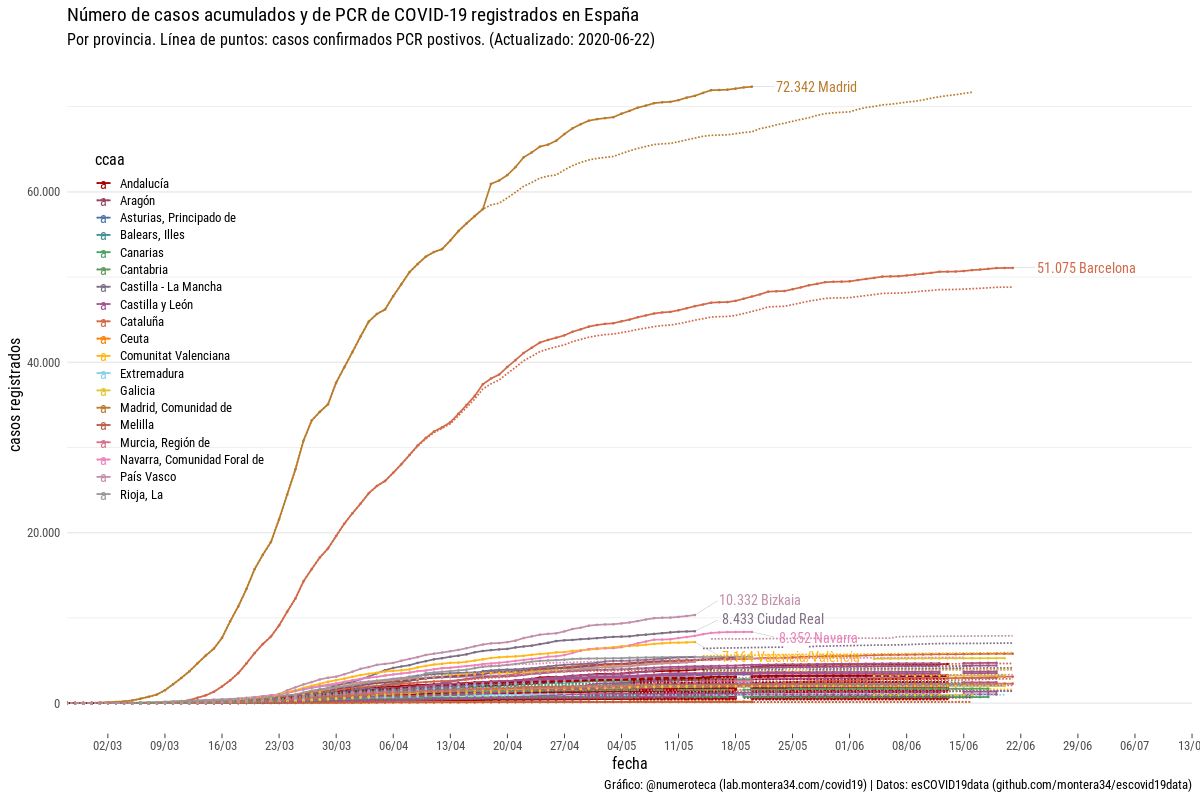 Número de casos acumulados y de PCR de COVID-19 registrados en España
Por provincia. Línea de puntos: casos confirmados PCR postivos. (Actualizado: 2020-06-22)
72.342 Madrid
ccaa
Andalucía
Aragón
Asturias, Principado de
Balears, Illes
Canarias
Cantabria
Castilla - La Mancha
Castilla y León
Cataluña
Ceuta
Comunitat Valenciana
Extremadura
Galicia
Madrid, Comunidad de
Melilla
Murcia, Región de
Navarra, Comunidad Foral de
País Vasco
Rioja, La
51.075 Barcelona
10.332 Bizkaia
8.433 Ciudad Real
8.352 Navarra
Valencia/València
casos registrados
60.000
40.000
20.000
0
02/03 09/03 16/03 23/03 30/03 06/04 13/04 20/04 27/04 04/05 11/05 18/05 25/05 01/06 08/06 15/06 22/06 29/06 06/07 13/0
fecha
Gráfico: @numeroteca (lab.montera34.com/covid19) | Datos: esCOVID19data (github.com/montera34/escovid19data)